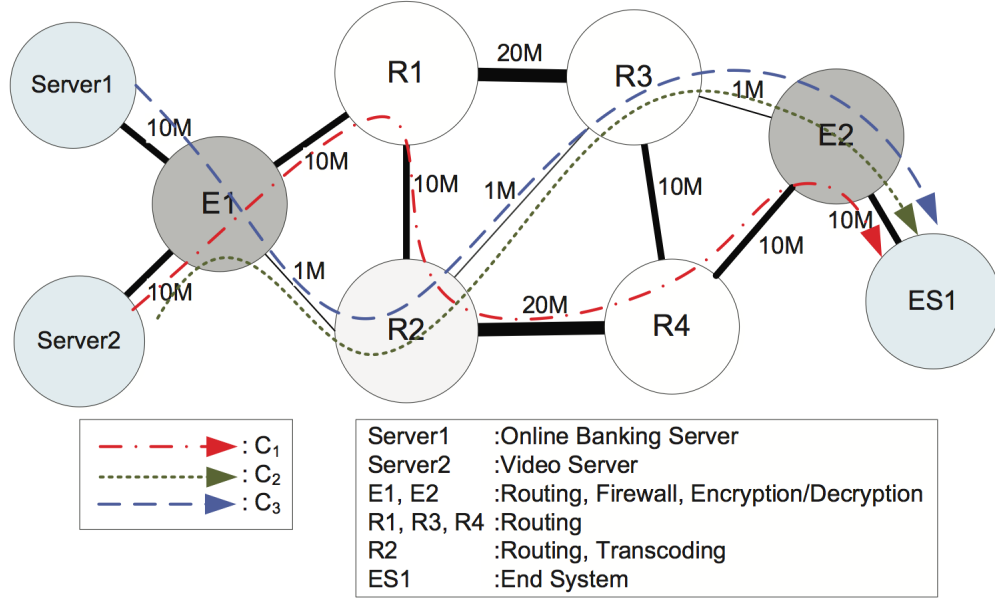 R1
20M
R3
Server1
1M
E2
10M
E1
10M
10M
1M
10M
10M
10M
1M
10M
20M
ES1
Server2
R2
R4
: C1
: C2
: C3
Server1 :Online Banking Server
Server2 :Video Server
E1, E2 :Routing, Firewall, Encryption/Decryption
R1, R3, R4 :Routing
R2 :Routing, Transcoding
ES1 :End System